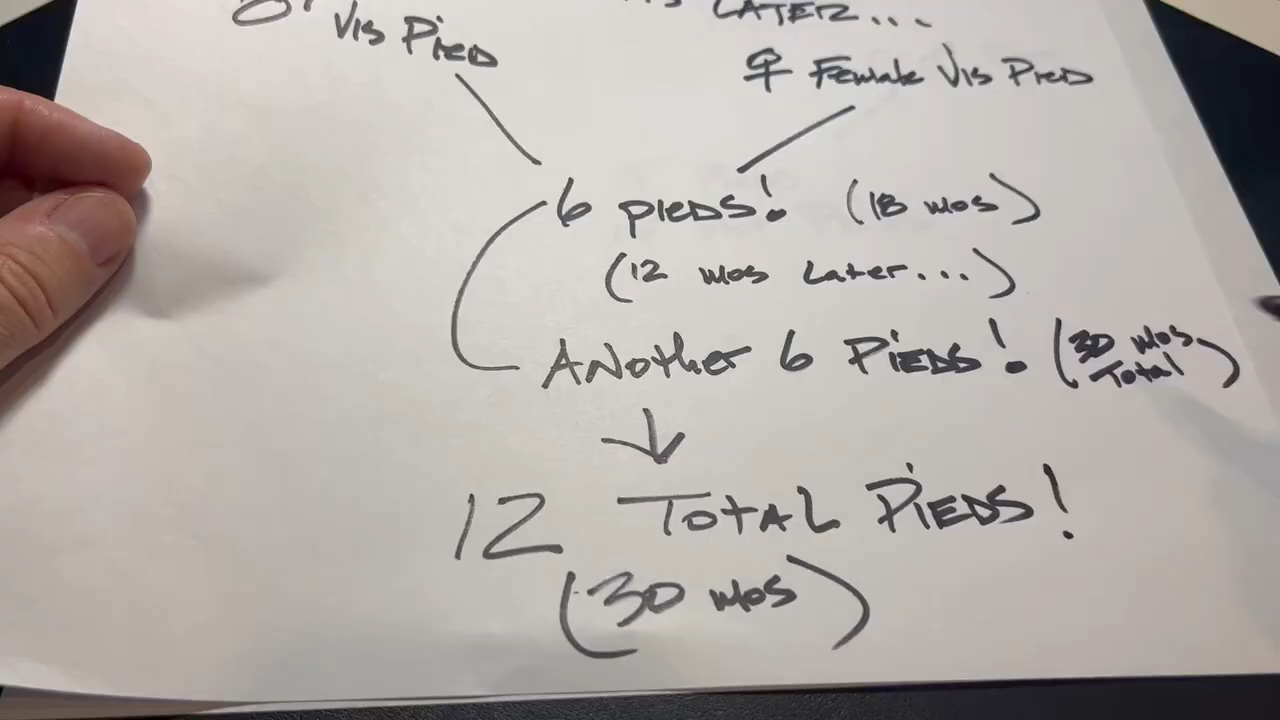 LATER...
♂ Vis Pied
♀ Female Vis Pied
6 pieds! (18 mos)
(12 mos Later...)
Another 6 Pieds! (30 mos Total)
12 Total Pieds!
(30 mos)